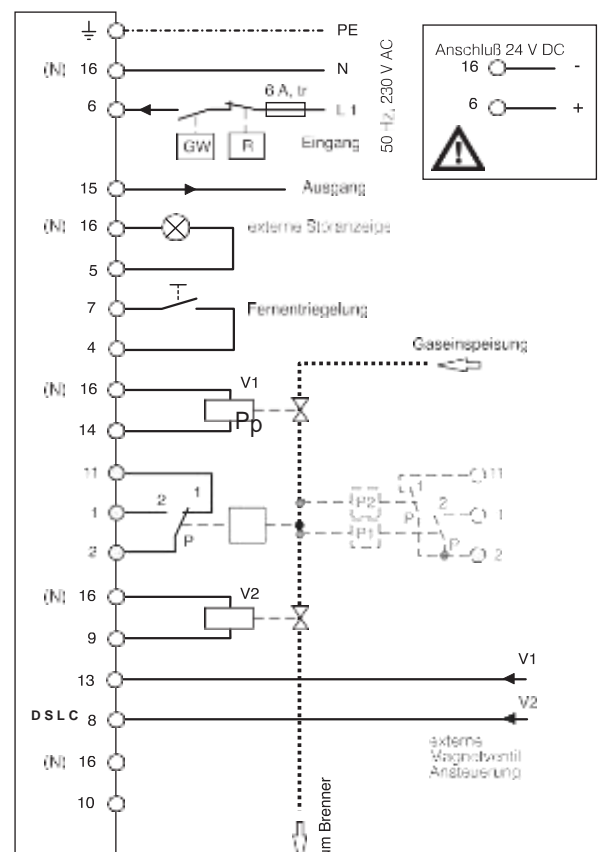 PE
(N) 16 N
6 6 A, tr L 1
GW R Eingang
50 Hz, 230 V AC
Anschluß 24 V DC
16 -
6 +
15 Ausgang
(N) 16 externe Störanzeige
5
7 Fernentriegelung
4
Gaseinspeisung
(N) 16 V1
14 Pp
11 2 1
1
2 P
P2 1 P 11
2 1
P1 P 2
(N) 16 V2
9
13 V1
DSLC 8 V2
externe
Magnotventil
Ansteuerung
(N) 16
10
um Brenner